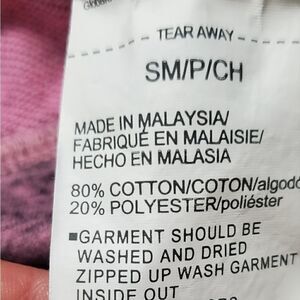 TEAR AWAY
SM/P/CH
MADE IN MALAYSIA/
FABRIQUÉ EN MALAISIE/
HECHO EN MALASIA
80% COTTON/COTON/algodó
20% POLYESTER/poliéster
■GARMENT SHOULD BE
WASHED AND DRIED
ZIPPED UP WASH GARMENT
INSIDE OUT